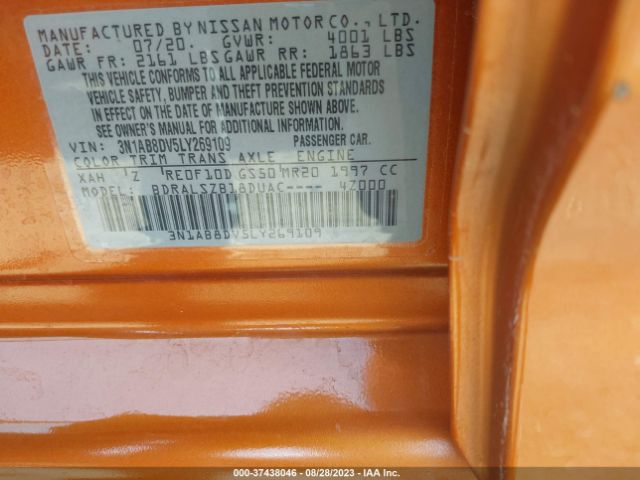 MANUFACTURED BY NISSAN MOTOR CO., LTD.
DATE: 07/20. GVWR: 4001 LBS
GAWR FR: 2161 LBS GAWR RR: 1863 LBS
THIS VEHICLE CONFORMS TO ALL APPLICABLE FEDERAL MOTOR
VEHICLE SAFETY, BUMPER AND THEFT PREVENTION STANDARDS
IN EFFECT ON THE DATE OF MANUFACTURE SHOWN ABOVE.
SEE OWNER'S MANUAL FOR ADDITIONAL INFORMATION.
VIN: 3N1AB8DV5LY269109 PASSENGER CAR.
COLOR TRIM TRANS AXLE ENGINE
XAH Z RE0F10D GS50 MR20 1997 CC
MODEL: BDRALSZB18DUAC---- 4Z000
3N1AB8DV5LY269109
000-37438046 - 08/28/2023 - IAA Inc.